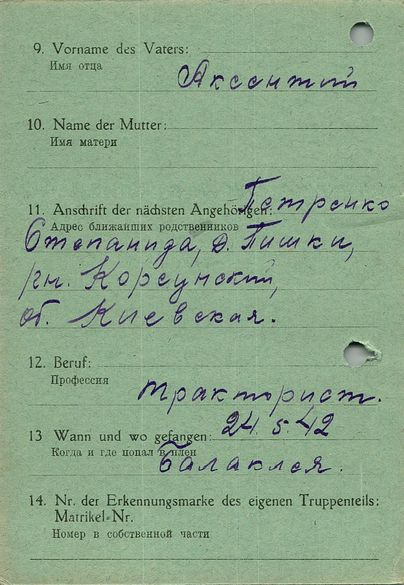 9. Vorname des Vaters:
Имя отца
Аксентий
10. Name der Mutter:
Имя матери
11. Anschrift der nächsten Angehörigen:
Петренко
Адрес ближайших родственников
Степанида, д. Пишки,
рн. Корсунский,
об. Киевская.
12. Beruf:
Профессия
тракторист.
13 Wann und wo gefangen:
24.5.42
Когда и где попал в плен
Балаклея.
14. Nr. der Erkennungsmarke des eigenen Truppenteils:
Matrikel-Nr.
Номер в собственной части